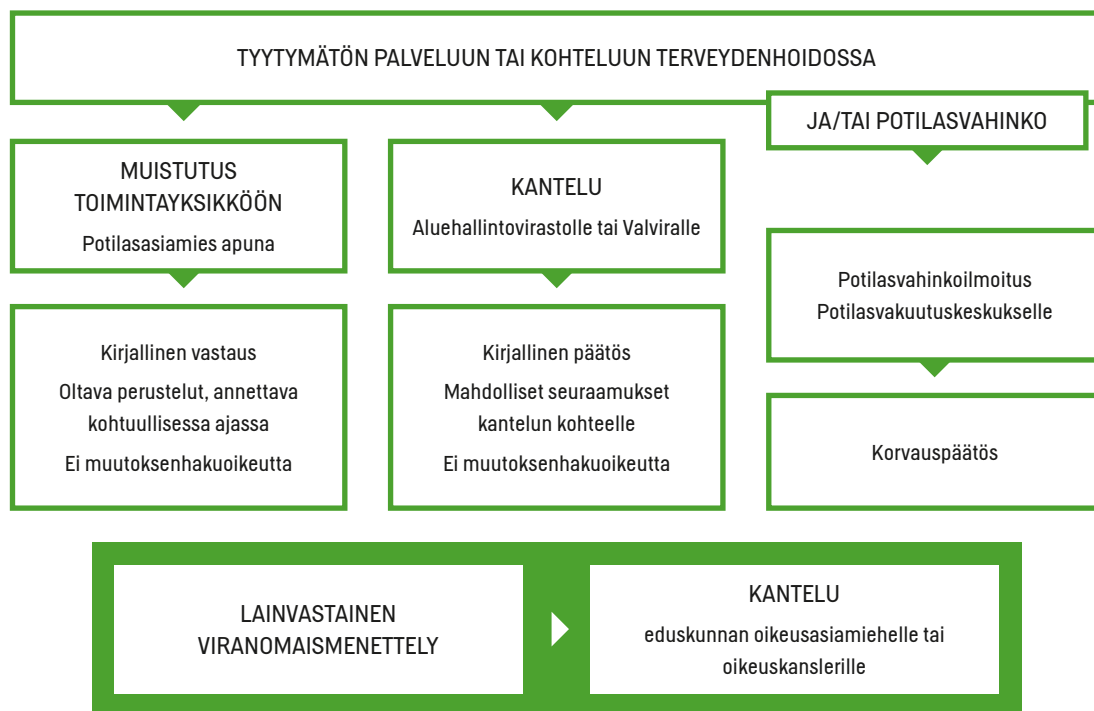 TYYTYMÄTÖN PALVELUUN TAI KOHTELUUN TERVEYDENHOIDOSSA
JA/TAI POTILASVAHINKO
MUISTUTUS
TOIMINTAYKSIKKÖÖN
Potilasasiamies apuna
KANTELU
Aluehallintovirastolle tai Valviralle
Potilasvahinkoilmoitus
Potilasvakuutuskeskukselle
Kirjallinen vastaus
Oltava perustelut, annettava
kohtuullisessa ajassa
Ei muutoksenhakuoikeutta
Kirjallinen päätös
Mahdolliset seuraamukset
kantelun kohteelle
Ei muutoksenhakuoikeutta
Korvauspäätös
LAINVASTAINEN
VIRANOMAISMENETTELY
KANTELU
eduskunnan oikeusasiamiehelle tai
oikeuskanslerille